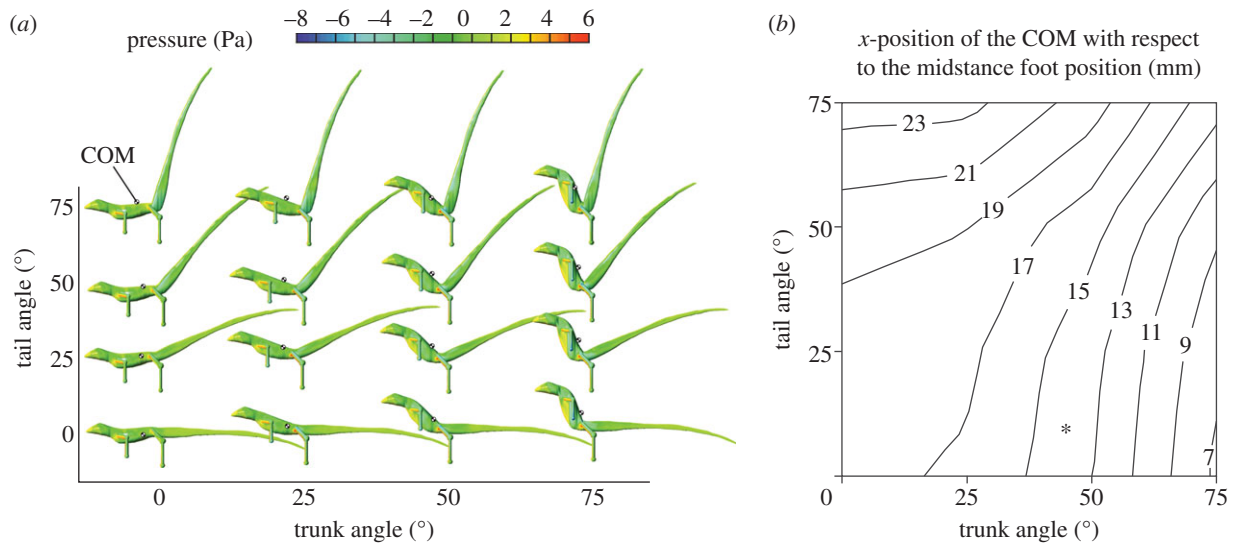 (a)
pressure (Pa)
−8 −6 −4 −2 0 2 4 6
COM
75
50
25
0
tail angle (°)
0 25 50 75
trunk angle (°)
(b)
x-position of the COM with respect
to the midstance foot position (mm)
75
50
25
0
tail angle (°)
23
21
19
17
15
13
11
9
7
*
25 50 75
trunk angle (°)